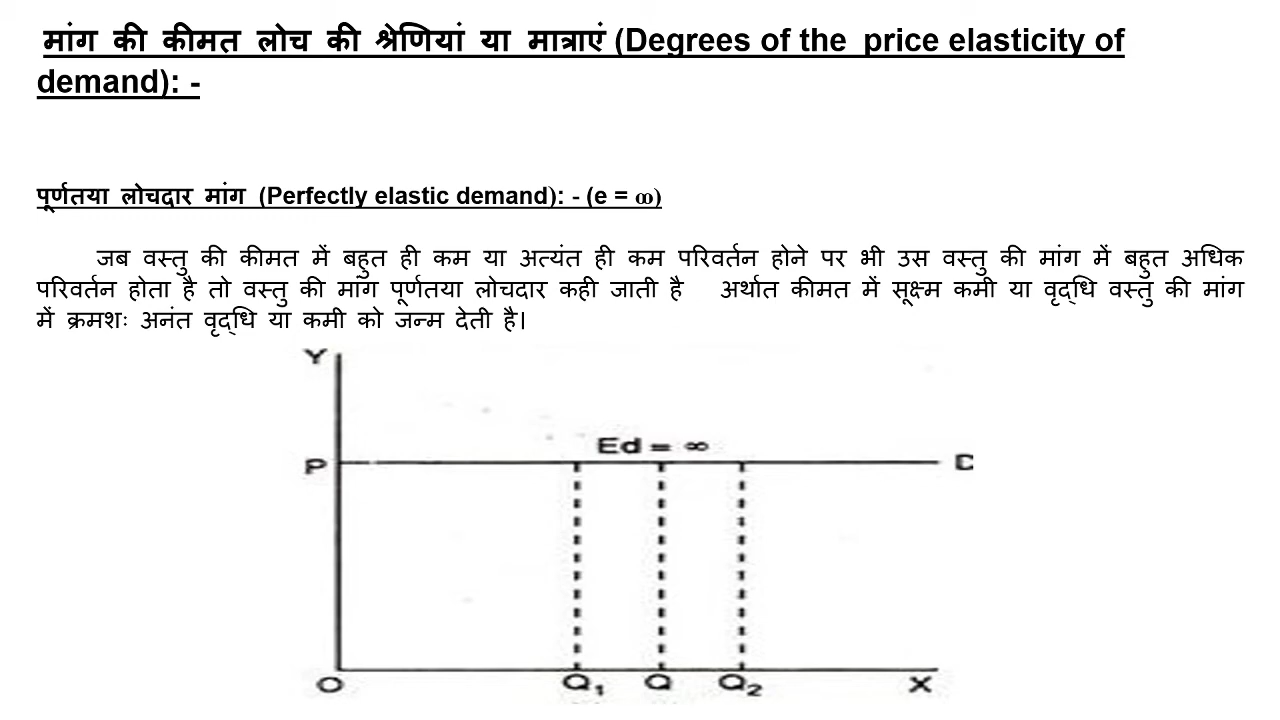 मांग की कीमत लोच की श्रेणियां या मात्राएं (Degrees of the price elasticity of
demand): -
पूर्णतया लोचदार मांग (Perfectly elastic demand): - (e = ∞)
जब वस्तु की कीमत में बहुत ही कम या अत्यंत ही कम परिवर्तन होने पर भी उस वस्तु की मांग में बहुत अधिक
परिवर्तन होता है तो वस्तु की मांग पूर्णतया लोचदार कही जाती है अर्थात कीमत में सूक्ष्म कमी या वृद्धि वस्तु की मांग
में क्रमशः अनंत वृद्धि या कमी को जन्म देती है।
Y
Ed = ∞
P D
O Q₁ Q Q₂ X